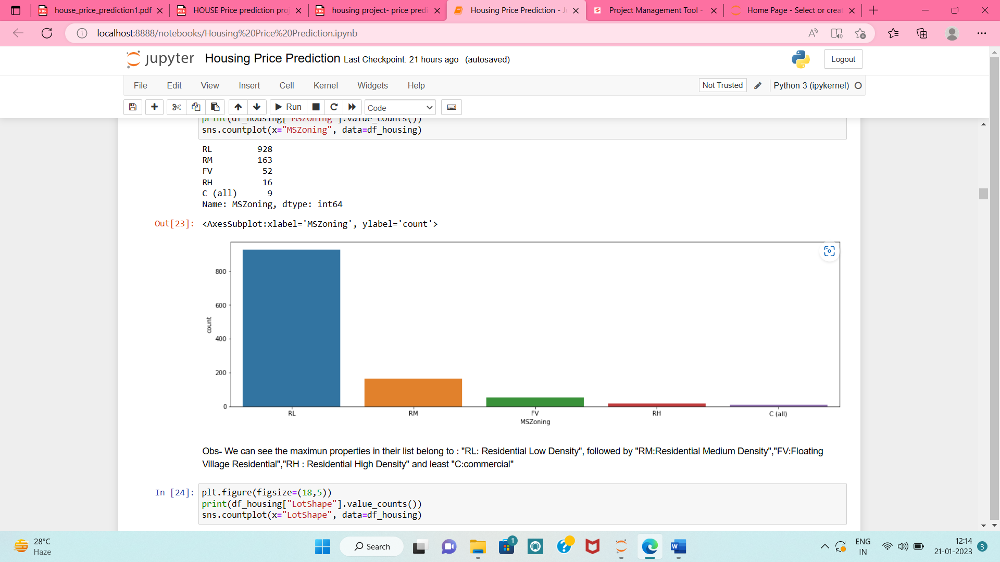 house_price_prediction1.pdf
HOUSE Price prediction pro
housing project- price predi
Housing Price Prediction - J
Project Management Tool -
Home Page - Select or crea
localhost:8888/notebooks/Housing%20Price%20Prediction.ipynb
jupyter Housing Price Prediction Last Checkpoint: 21 hours ago (autosaved)
Logout
File Edit View Insert Cell Kernel Widgets Help
Not Trusted
Python 3 (ipykernel)
Run
Code
print(df_housing["MSZoning"].value_counts())
sns.countplot(x="MSZoning", data=df_housing)
RL 928
RM 163
FV 52
RH 16
C (all) 9
Name: MSZoning, dtype: int64
Out[23]: <AxesSubplot:xlabel='MSZoning', ylabel='count'>
800
600
400
200
0
count
RL RM FV RH C (all)
MSZoning
Obs- We can see the maximun properties in their list belong to : "RL: Residential Low Density", followed by "RM:Residential Medium Density","FV:Floating
Village Residential","RH : Residential High Density" and least "C:commercial"
In [24]: plt.figure(figsize=(18,5))
print(df_housing["LotShape"].value_counts())
sns.countplot(x="LotShape", data=df_housing)
28°C
Haze
Search
1
ENG
IN
12:14
21-01-2023
3